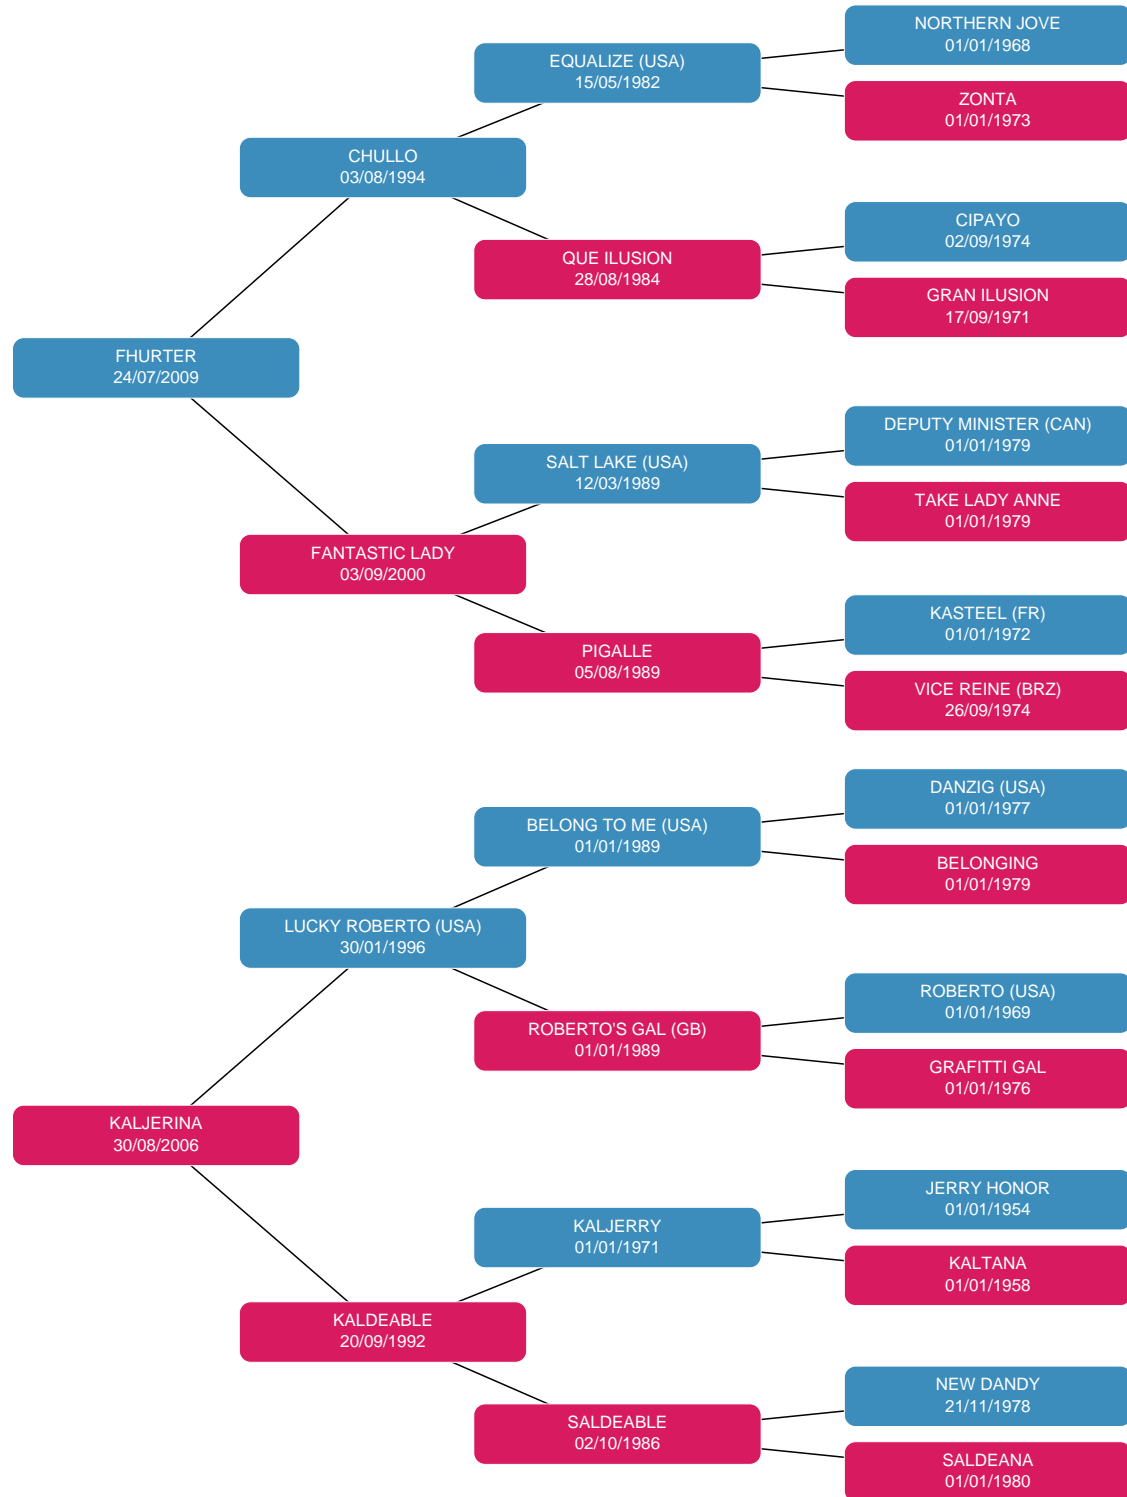 NORTHERN JOVE
01/01/1968
EQUALIZE (USA)
15/05/1982
ZONTA
01/01/1973
CHULLO
03/08/1994
CIPAYO
02/09/1974
QUE ILUSION
28/08/1984
GRAN ILUSION
17/09/1971
FHURTER
24/07/2009
DEPUTY MINISTER (CAN)
01/01/1979
SALT LAKE (USA)
12/03/1989
TAKE LADY ANNE
01/01/1979
FANTASTIC LADY
03/09/2000
KASTEEL (FR)
01/01/1972
PIGALLE
05/08/1989
VICE REINE (BRZ)
26/09/1974
DANZIG (USA)
01/01/1977
BELONG TO ME (USA)
01/01/1989
BELONGING
01/01/1979
LUCKY ROBERTO (USA)
30/01/1996
ROBERTO (USA)
01/01/1969
ROBERTO'S GAL (GB)
01/01/1989
GRAFITTI GAL
01/01/1976
KALJERINA
30/08/2006
JERRY HONOR
01/01/1954
KALJERRY
01/01/1971
KALTANA
01/01/1958
KALDEABLE
20/09/1992
NEW DANDY
21/11/1978
SALDEABLE
02/10/1986
SALDEANA
01/01/1980